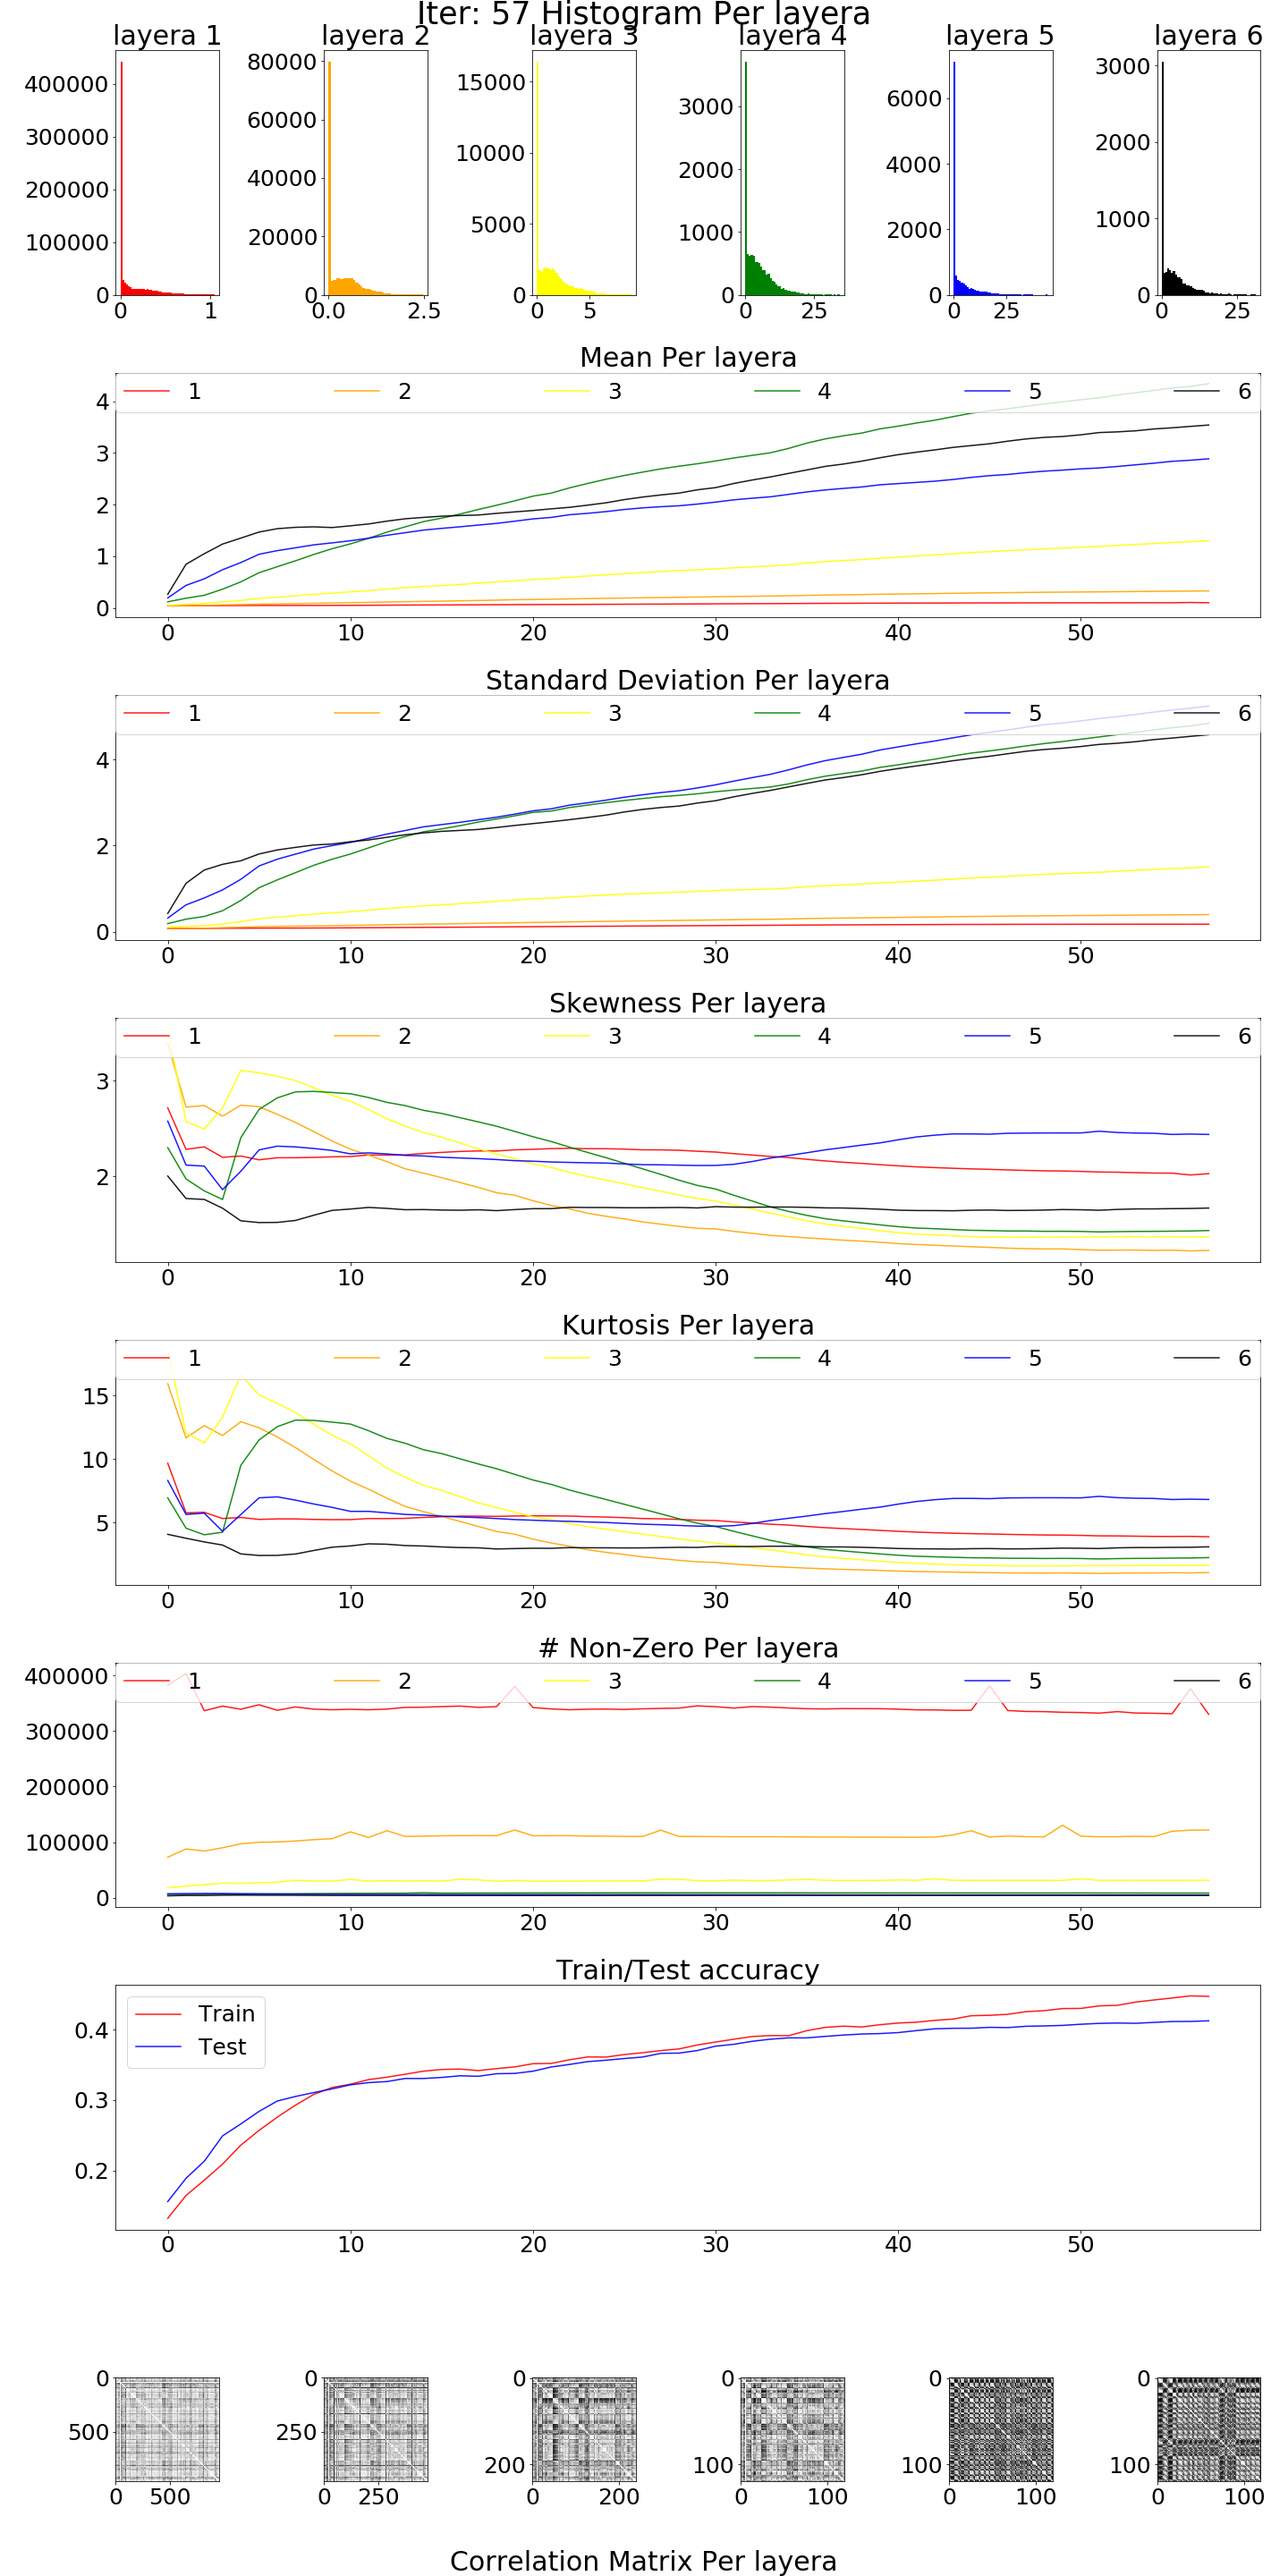 Iter: 57 Histogram Per layera
layera 1 layera 2 layera 3 layera 4 layera 5 layera 6
400000 300000 200000 100000 0
0 1
80000 60000 40000 20000 0
0.0 2.5
15000 10000 5000 0
0 5
3000 2000 1000 0
0 25
6000 4000 2000 0
0 25
3000 2000 1000 0
0 25
Mean Per layera
1 2 3 4 5 6
4
3
2
1
0
0 10 20 30 40 50
Standard Deviation Per layera
1 2 3 4 5 6
4
2
0
0 10 20 30 40 50
Skewness Per layera
1 2 3 4 5 6
3
2
0 10 20 30 40 50
Kurtosis Per layera
1 2 3 4 5 6
15
10
5
0 10 20 30 40 50
# Non-Zero Per layera
1 2 3 4 5 6
400000
300000
200000
100000
0
0 10 20 30 40 50
Train/Test accuracy
Train
Test
0.4
0.3
0.2
0 10 20 30 40 50
0 500
0 500
0 250
0 250
0 200
0 200
0 100
0 100
0 100
0 100
0 100
0 100
Correlation Matrix Per layera